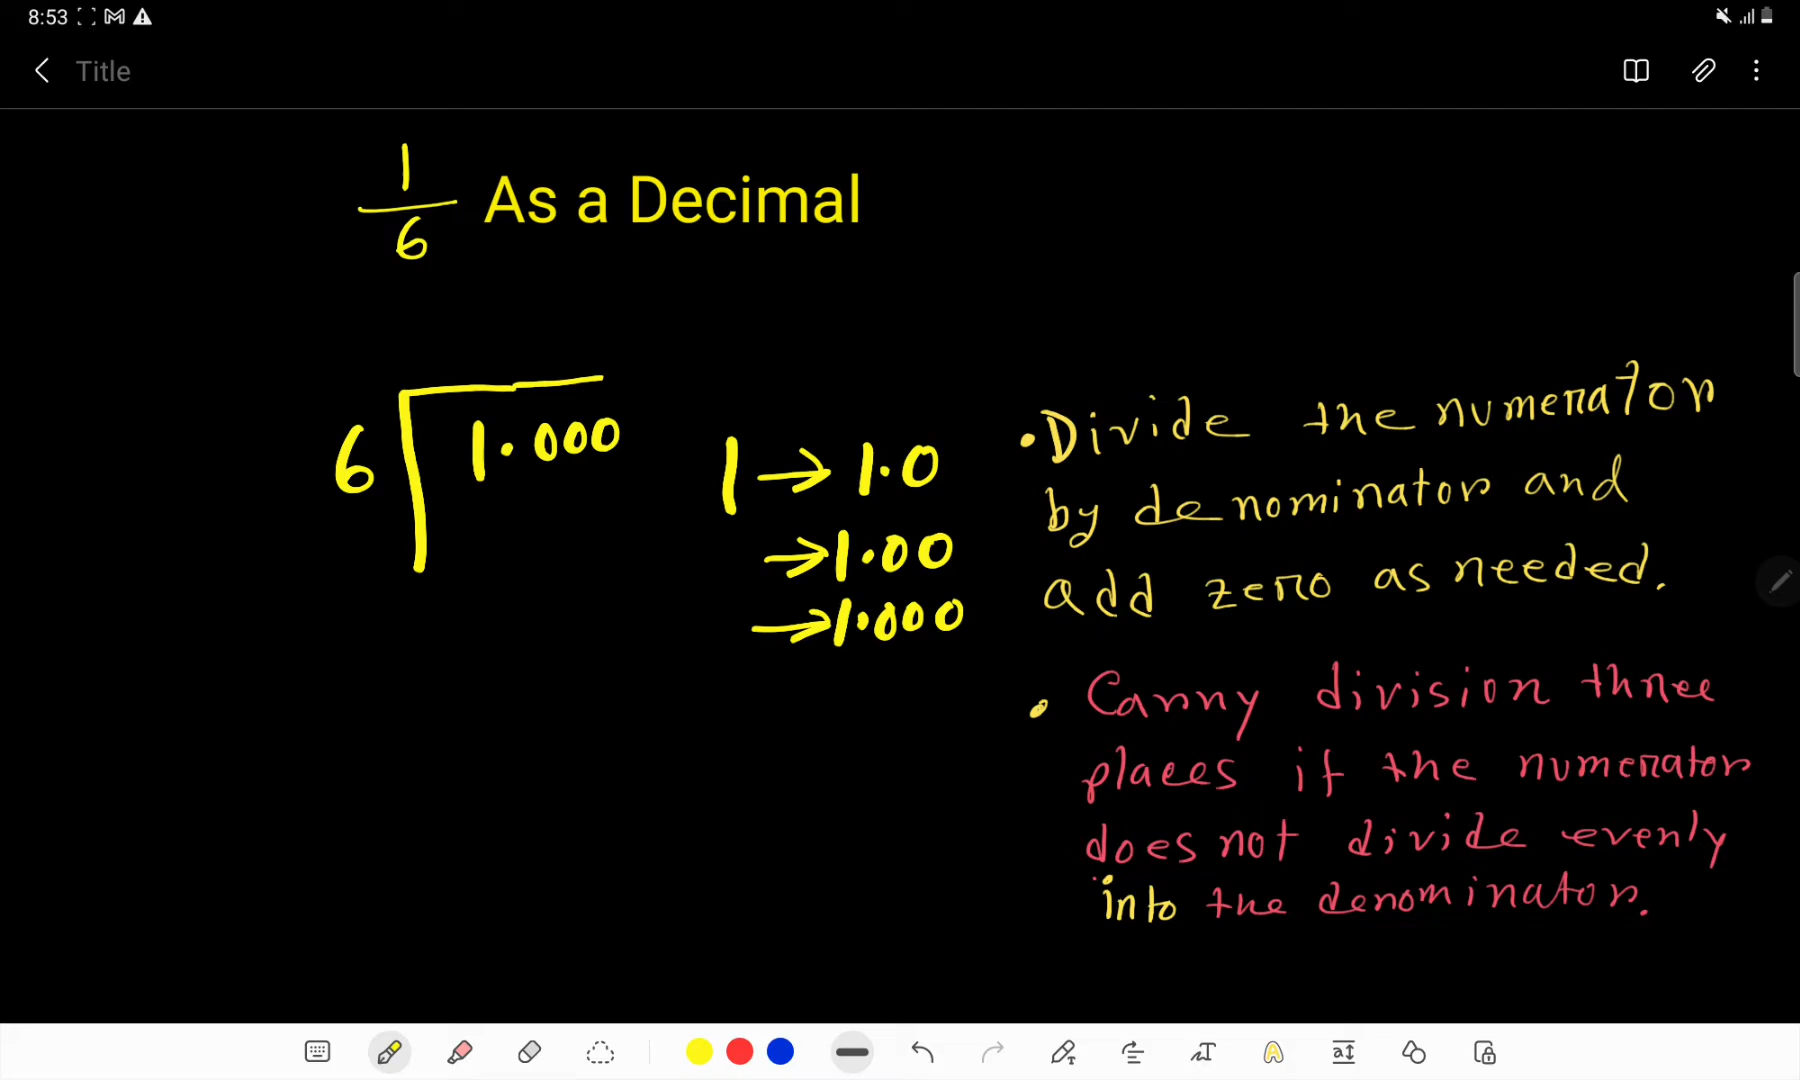 8:53
Title
1
6
As a Decimal
6 1.000
1 → 1.0
→ 1.00
→ 1.000
• Divide the numerator
by denominator and
add zero as needed.
• Carry division three
places if the numerator
does not divide evenly
into the denominator.